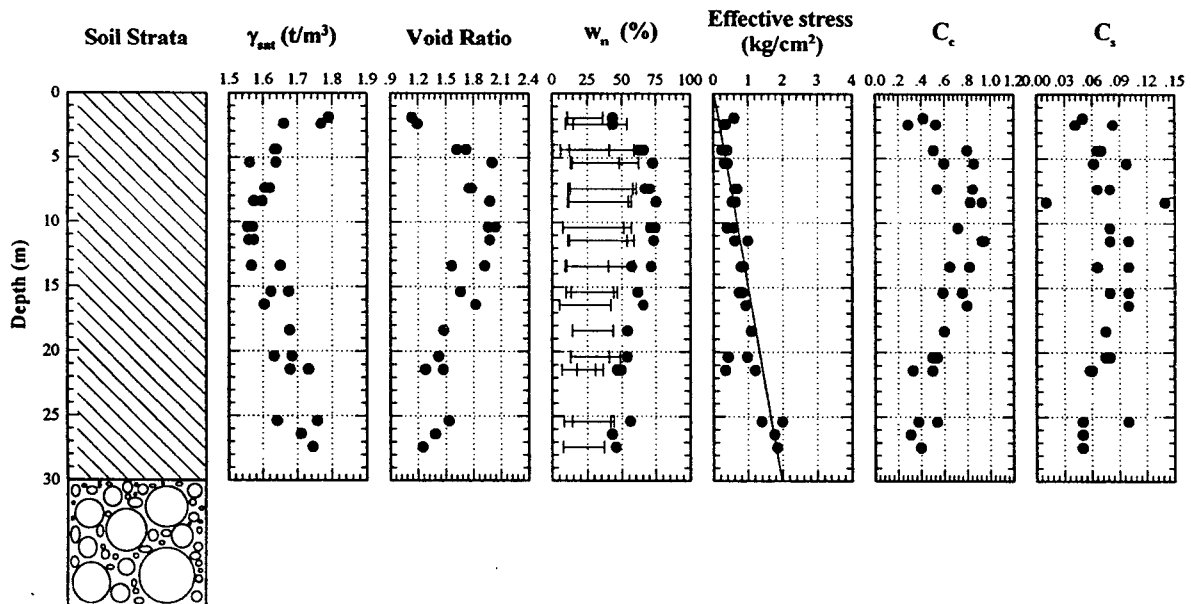 Soil Strata
γsat (t/m³)
Void Ratio
wn (%)
Effective stress
(kg/cm²)
Cc
Cs
1.5 1.6 1.7 1.8 1.9
.9 1.2 1.5 1.8 2.1 2.4
0 25 50 75 100
0 1 2 3 4
0.0 .2 .4 .6 .8 1.0 1.2
0.00 .03 .06 .09 .12 .15
0
5
10
15
20
25
30
Depth (m)